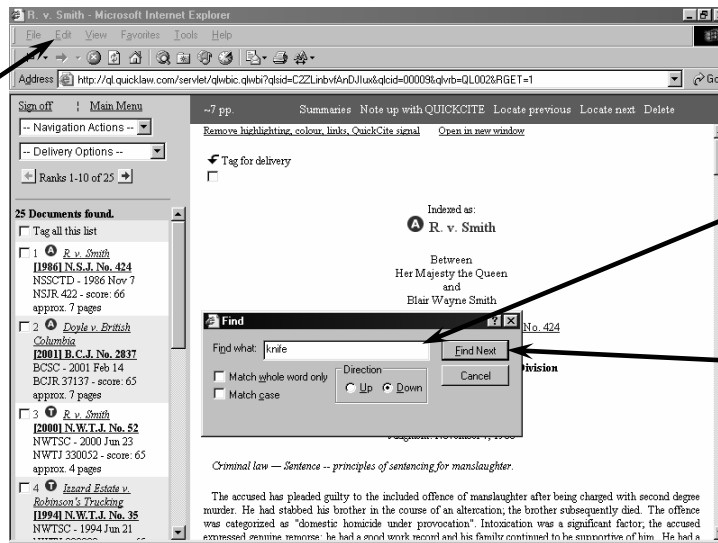 R. v. Smith - Microsoft Internet Explorer
File Edit View Favorites Tools Help
Address http://ql.quicklaw.com/servlet/qlwbic.qlwbi?qlsid=C2ZLinbvfAnDJIux&qlcid=00009&qlvrb=QL002&RGET=1 Go
Sign off ¦ Main Menu
-- Navigation Actions --
-- Delivery Options --
Ranks 1-10 of 25
25 Documents found.
Tag all this list
1 A R. v. Smith
[1986] N.S.J. No. 424
NSSCTD - 1986 Nov 7
NSJR 422 - score: 66
approx. 7 pages
2 A Doyle v. British
Columbia
[2001] B.C.J. No. 2837
BCSC - 2001 Feb 14
BCJR 37137 - score: 65
approx. 7 pages
3 T R. v. Smith
[2000] N.W.T.J. No. 52
NWTSC - 2000 Jun 23
NWTJ 330052 - score: 65
approx. 4 pages
4 T Izzard Estate v.
Robinson's Trucking
[1994] N.W.T.J. No. 35
NWTSC - 1994 Jun 21
~7 pp. Summaries Note up with QUICKCITE Locate previous Locate next Delete
Remove highlighting, colour, links, QuickCite signal Open in new window
Tag for delivery
Indexed as:
A R. v. Smith
Between
Her Majesty the Queen
and
Blair Wayne Smith
No. 424
Division
Find
Find what: knife
Find Next
Match whole word only
Match case
Direction
Up Down
Cancel
Criminal law — Sentence -- principles of sentencing for manslaughter.
The accused has pleaded guilty to the included offence of manslaughter after being charged with second degree
murder. He had stabbed his brother in the course of an altercation; the brother subsequently died. The offence
was categorized as "domestic homicide under provocation". Intoxication was a significant factor; the accused
expressed genuine remorse; he had a good work record and his family continued to be supportive of him. He had a